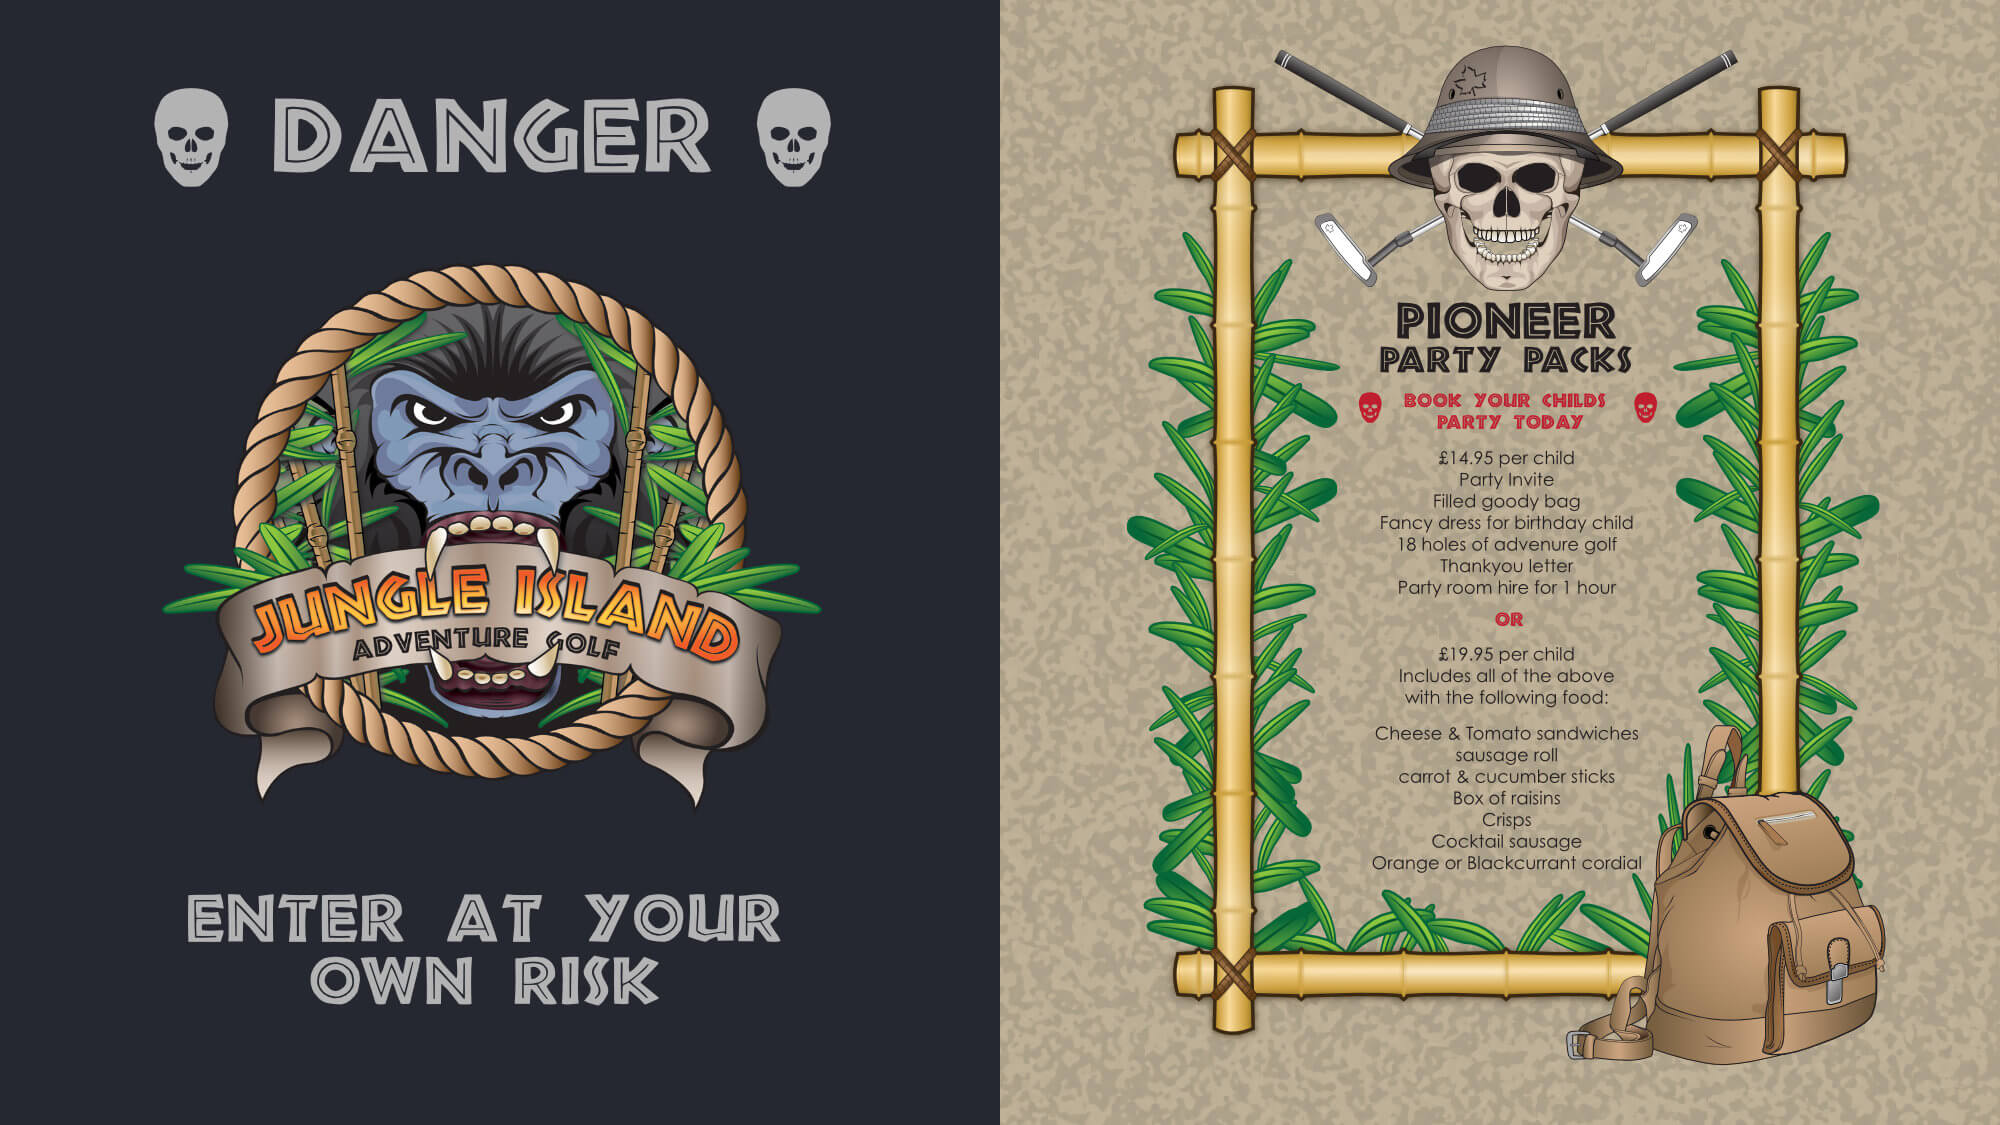 DANGER
JUNGLE ISLAND
ADVENTURE GOLF
ENTER AT YOUR
OWN RISK
PIONEER
PARTY PACKS
BOOK YOUR CHILDS
PARTY TODAY
£14.95 per child
Party Invite
Filled goody bag
Fancy dress for birthday child
18 holes of advenure golf
Thankyou letter
Party room hire for 1 hour
OR
£19.95 per child
Includes all of the above
with the following food:
Cheese & Tomato sandwiches
sausage roll
carrot & cucumber sticks
Box of raisins
Crisps
Cocktail sausage
Orange or Blackcurrant cordial